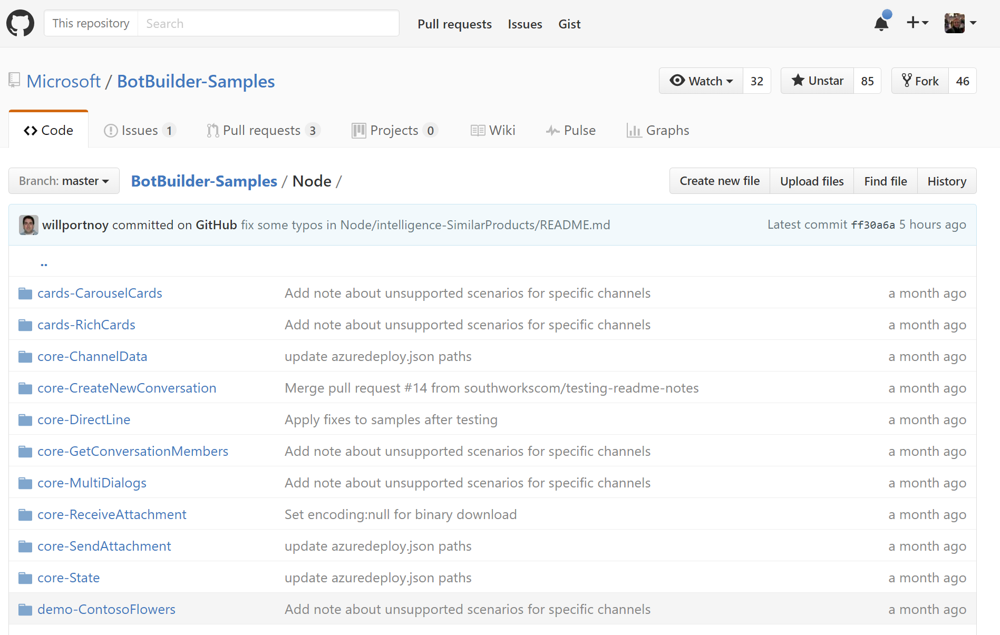 This repository Search Pull requests Issues Gist
Microsoft / BotBuilder-Samples Watch 32 Unstar 85 Fork 46
Code Issues 1 Pull requests 3 Projects 0 Wiki Pulse Graphs
Branch: master BotBuilder-Samples / Node / Create new file Upload files Find file History
willportnoy committed on GitHub fix some typos in Node/intelligence-SimilarProducts/README.md Latest commit ff30a6a 5 hours ago
..
cards-CarouselCards Add note about unsupported scenarios for specific channels a month ago
cards-RichCards Add note about unsupported scenarios for specific channels a month ago
core-ChannelData update azuredeploy.json paths a month ago
core-CreateNewConversation Merge pull request #14 from southworkscom/testing-readme-notes a month ago
core-DirectLine Apply fixes to samples after testing a month ago
core-GetConversationMembers Add note about unsupported scenarios for specific channels a month ago
core-MultiDialogs Add note about unsupported scenarios for specific channels a month ago
core-ReceiveAttachment Set encoding:null for binary download a month ago
core-SendAttachment update azuredeploy.json paths a month ago
core-State update azuredeploy.json paths a month ago
demo-ContosoFlowers Add note about unsupported scenarios for specific channels a month ago